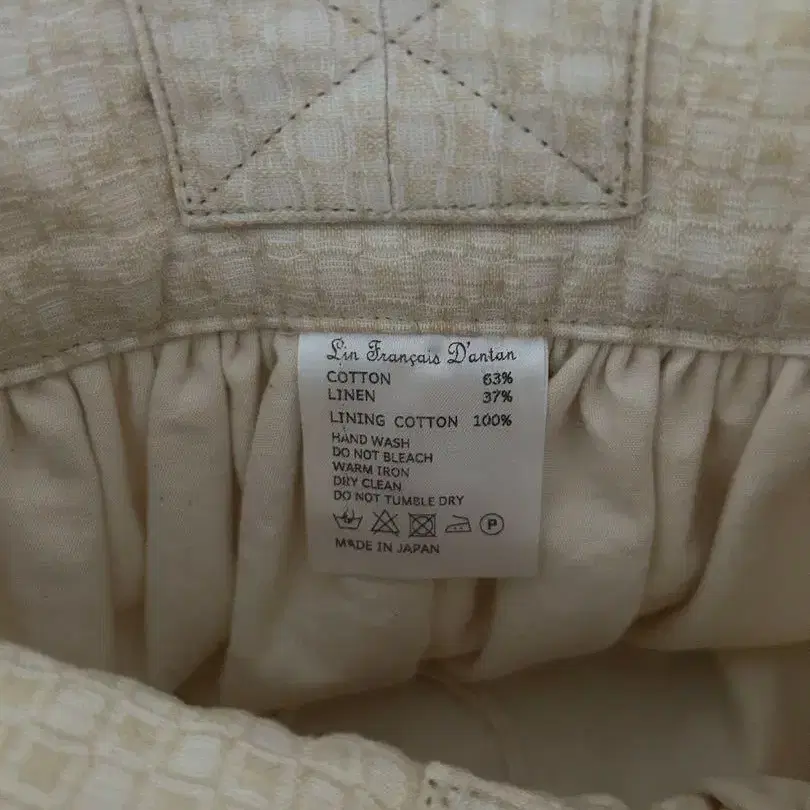 Lin Français D'antan
COTTON 63%
LINEN 37%
LINING COTTON 100%
HAND WASH
DO NOT BLEACH
WARM IRON
DRY CLEAN
DO NOT TUMBLE DRY
P
MADE IN JAPAN